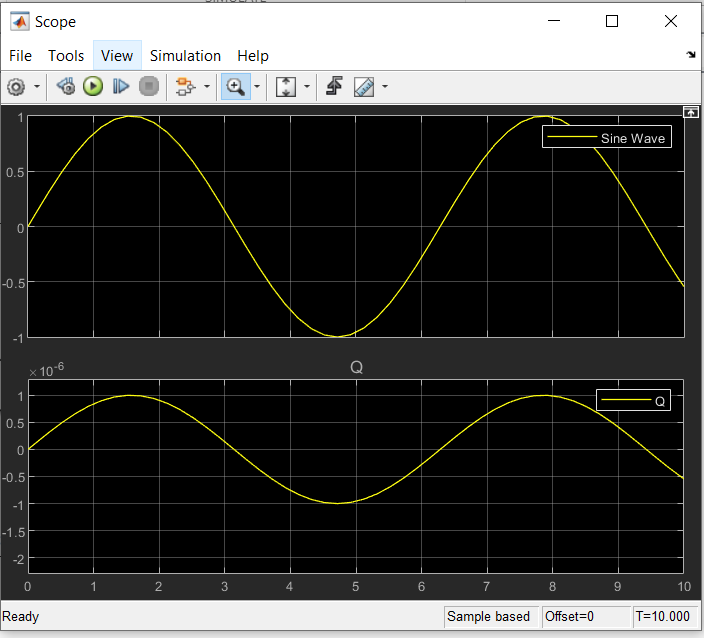 Scope
File Tools View Simulation Help
1
0.5
0
-0.5
-1
Sine Wave
Q
×10-6
1
0.5
0
-0.5
-1
-1.5
-2
Q
0 1 2 3 4 5 6 7 8 9 10
Ready Sample based Offset=0 T=10.000